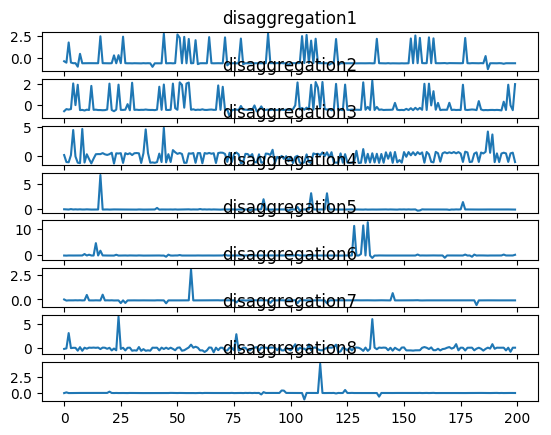 disaggregation1
2.5
0.0
disaggregation2
2
0
disaggregation3
5
0
disaggregation4
5
0
disaggregation5
10
0
disaggregation6
2.5
0.0
disaggregation7
5
0
disaggregation8
2.5
0.0
0 25 50 75 100 125 150 175 200